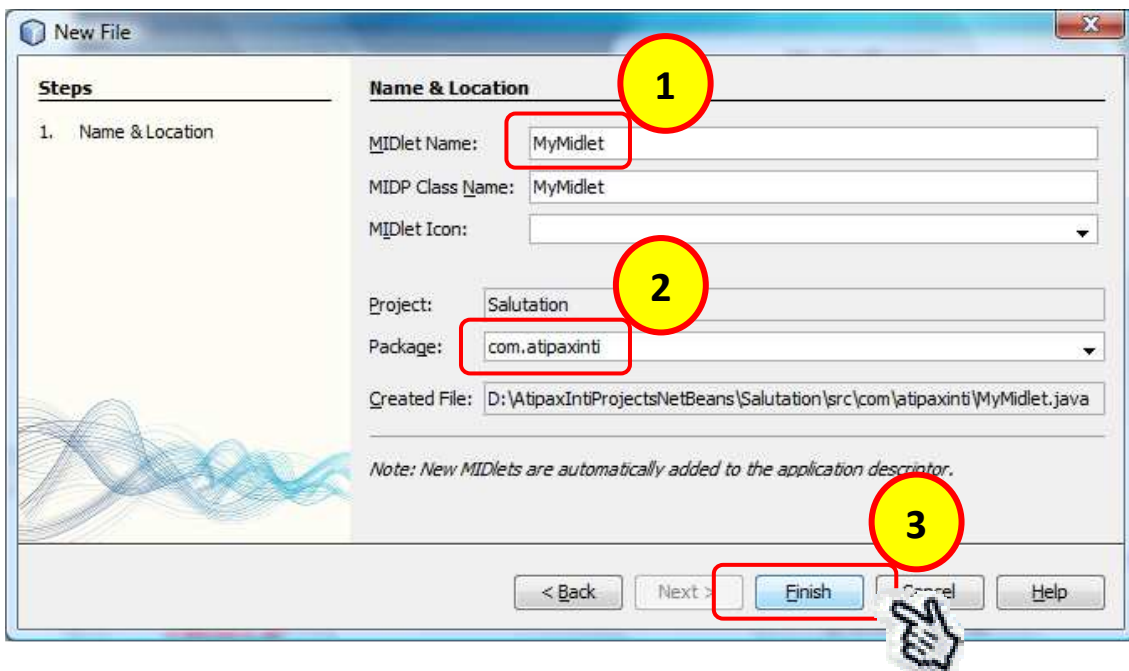 New File
X
Steps
1. Name & Location
Name & Location
1
MIDlet Name: MyMidlet
MIDP Class Name: MyMidlet
MIDlet Icon:
2
Project: Salutation
Package: com.atipaxinti
Created File: D:\AtipaxIntiProjectsNetBeans\Salutation\src\com\atipaxinti\MyMidlet.java
Note: New MIDlets are automatically added to the application descriptor.
3
< Back Next > Finish Cancel Help